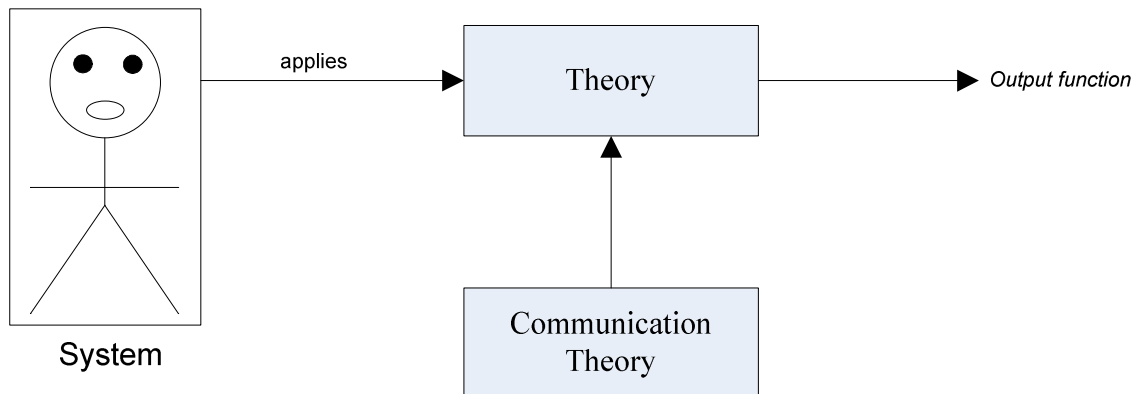 applies
Theory
Output function
Communication
Theory
System